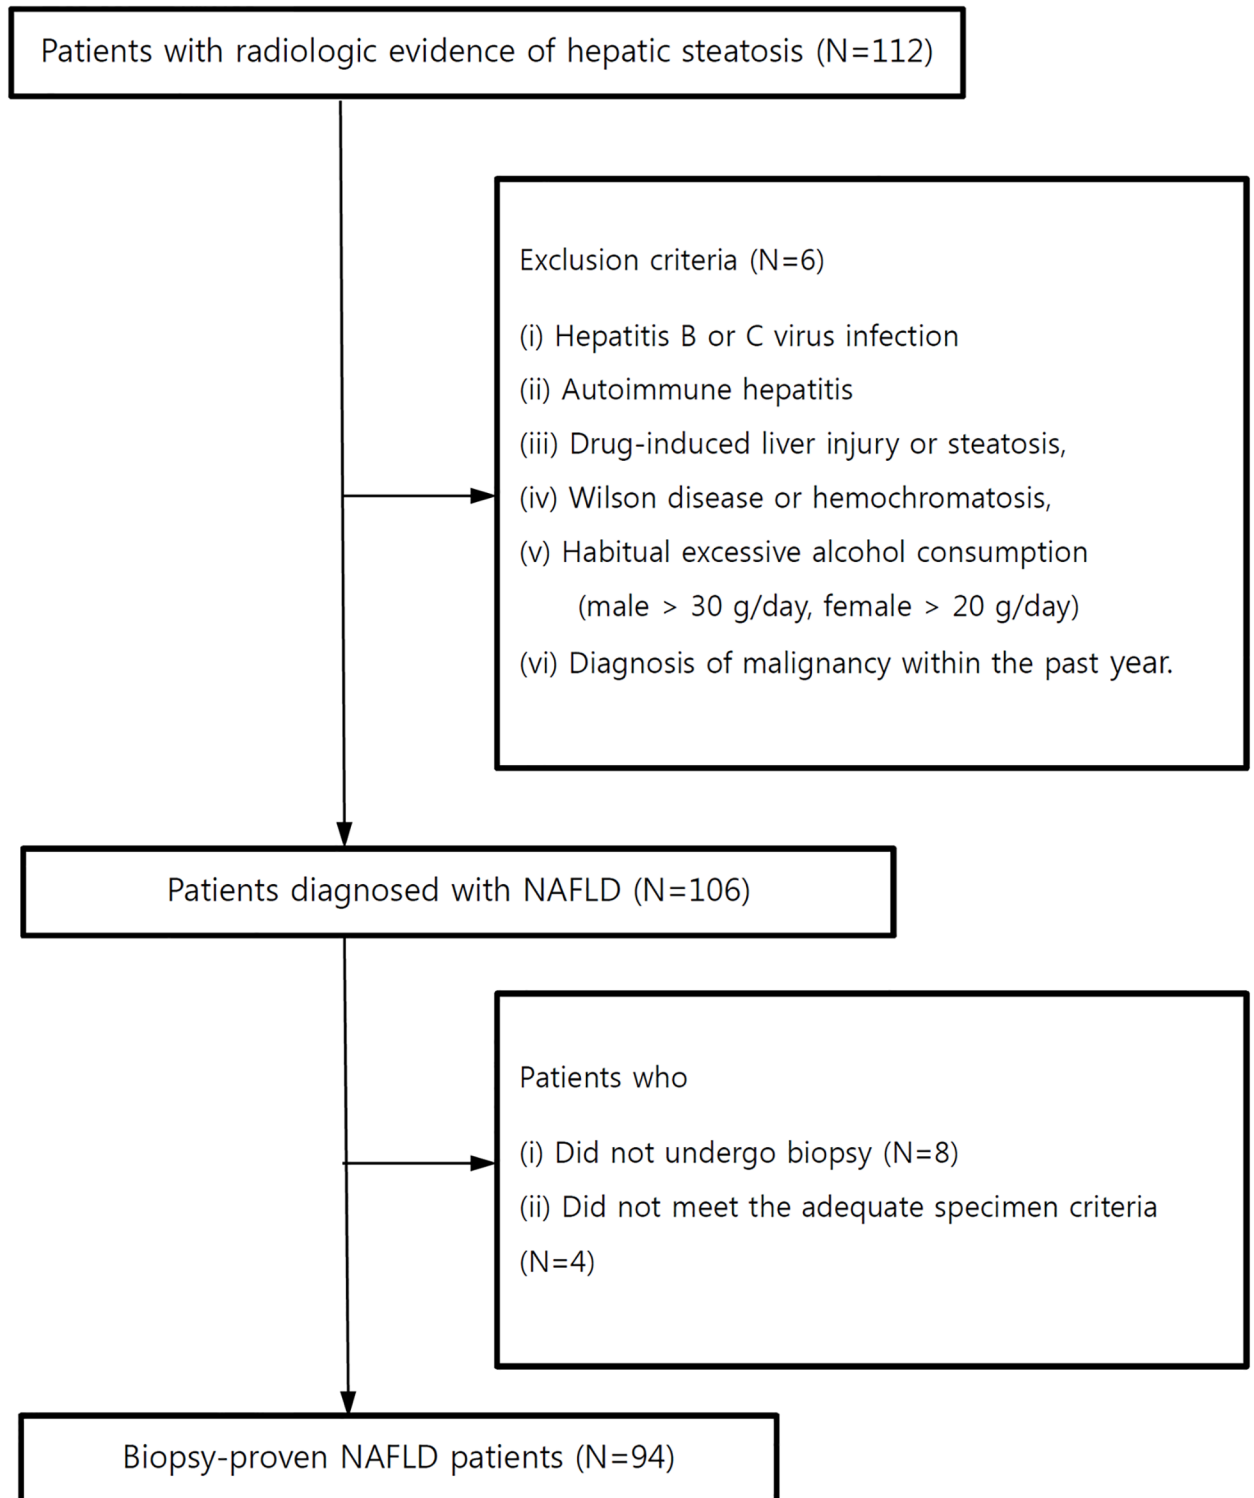 Patients with radiologic evidence of hepatic steatosis (N=112)
Exclusion criteria (N=6)
(i) Hepatitis B or C virus infection
(ii) Autoimmune hepatitis
(iii) Drug-induced liver injury or steatosis,
(iv) Wilson disease or hemochromatosis,
(v) Habitual excessive alcohol consumption
(male > 30 g/day, female > 20 g/day)
(vi) Diagnosis of malignancy within the past year.
Patients diagnosed with NAFLD (N=106)
Patients who
(i) Did not undergo biopsy (N=8)
(ii) Did not meet the adequate specimen criteria
(N=4)
Biopsy-proven NAFLD patients (N=94)